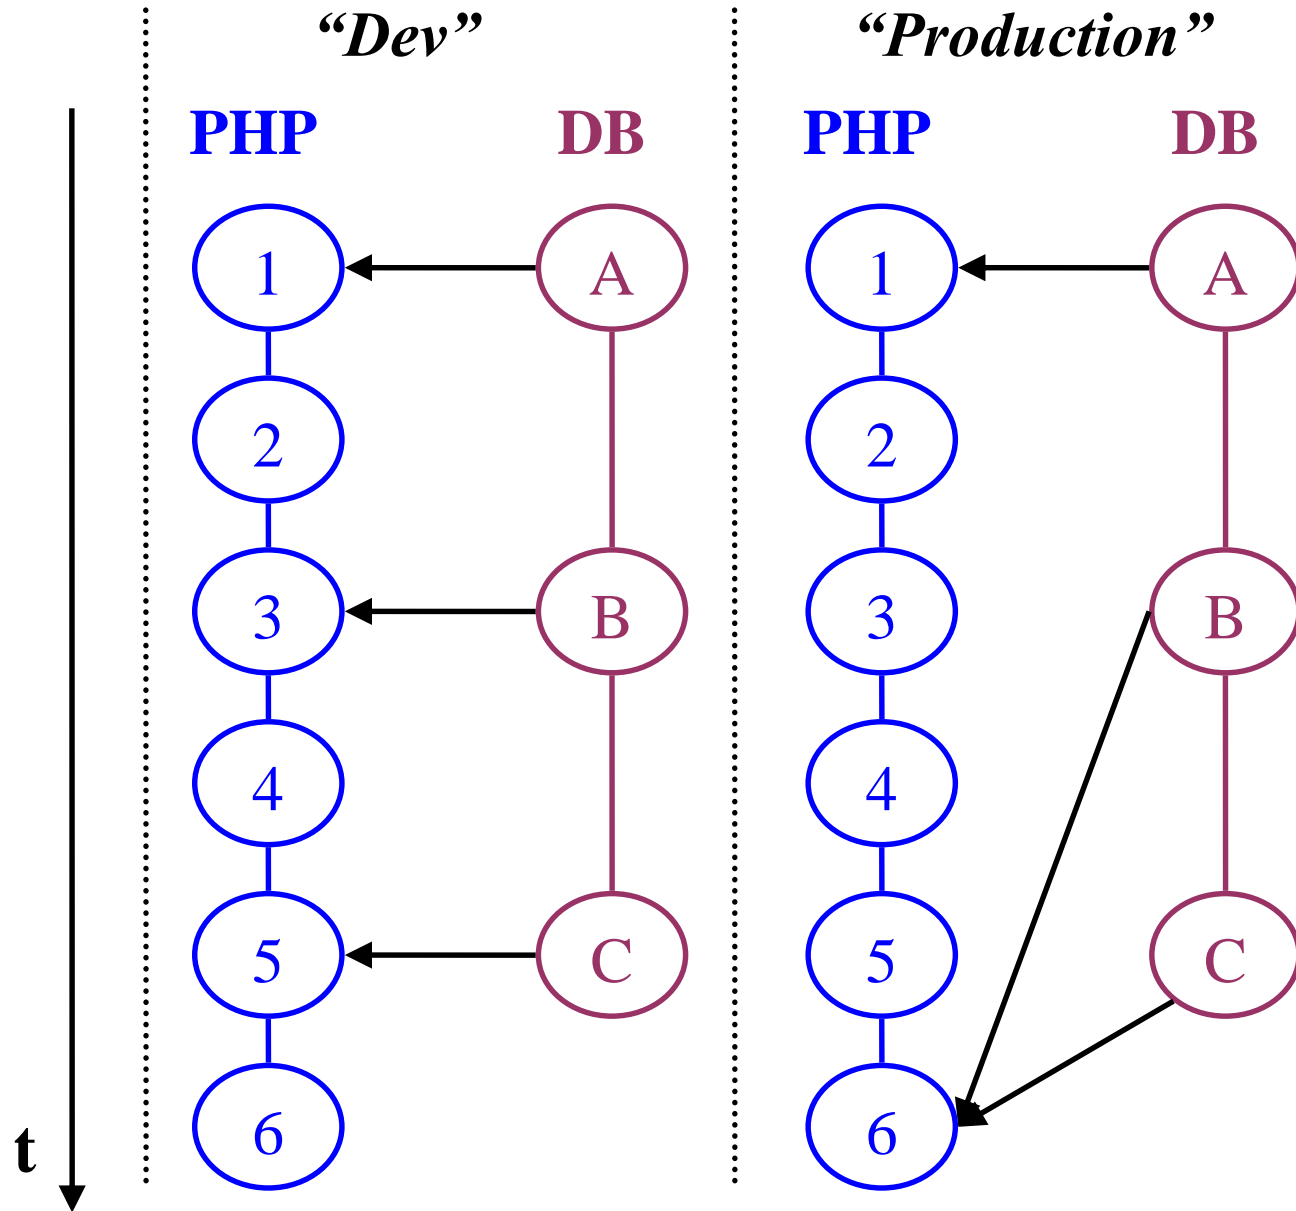 “Dev” “Production”
PHP DB PHP DB
1 A 1 A
2 2
3 B 3 B
4 4
5 C 5 C
6 6
t